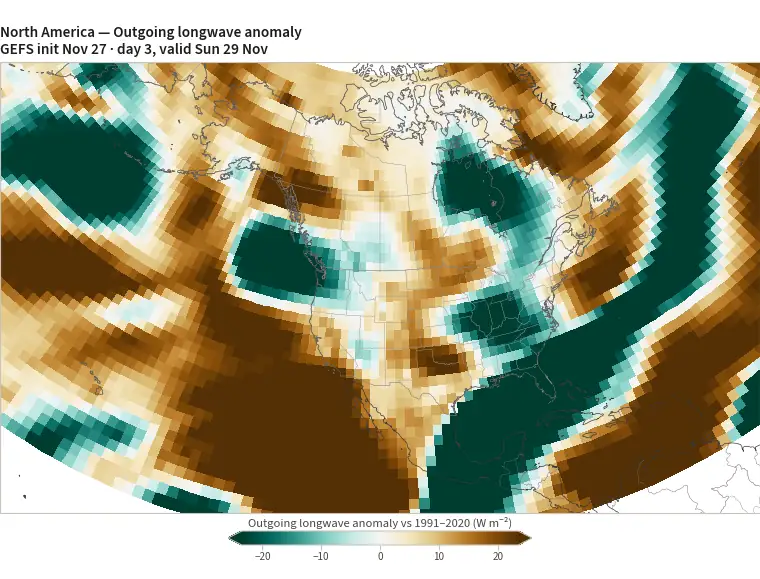 North America — Outgoing longwave anomaly
GEFS init Nov 27 · day 3, valid Sun 29 Nov
Outgoing longwave anomaly vs 1991–2020 (W m⁻²)
−20 −10 0 10 20